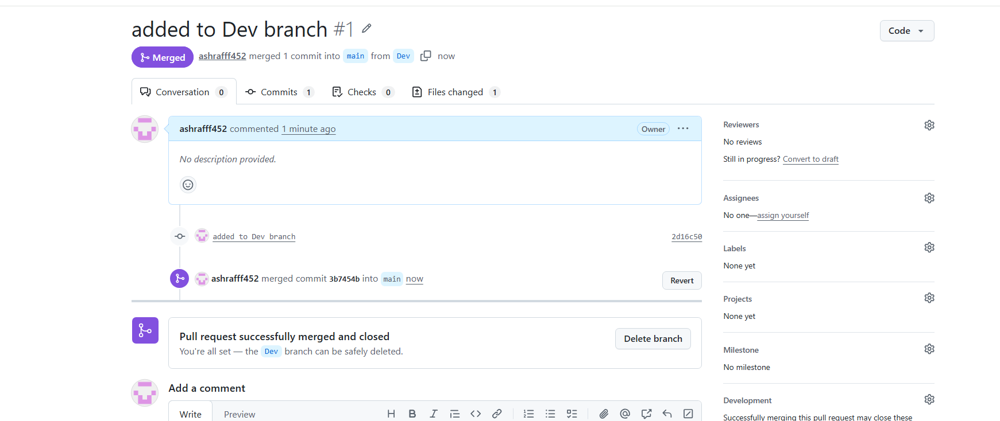 added to Dev branch #1
Code
Merged ashrafff452 merged 1 commit into main from Dev now
Conversation 0 Commits 1 Checks 0 Files changed 1
ashrafff452 commented 1 minute ago Owner
No description provided.
added to Dev branch 2d16c50
ashrafff452 merged commit 3b7454b into main now Revert
Pull request successfully merged and closed
You're all set — the Dev branch can be safely deleted.
Delete branch
Add a comment
Write Preview
Reviewers
No reviews
Still in progress? Convert to draft
Assignees
No one—assign yourself
Labels
None yet
Projects
None yet
Milestone
No milestone
Development
Successfully merging this pull request may close these